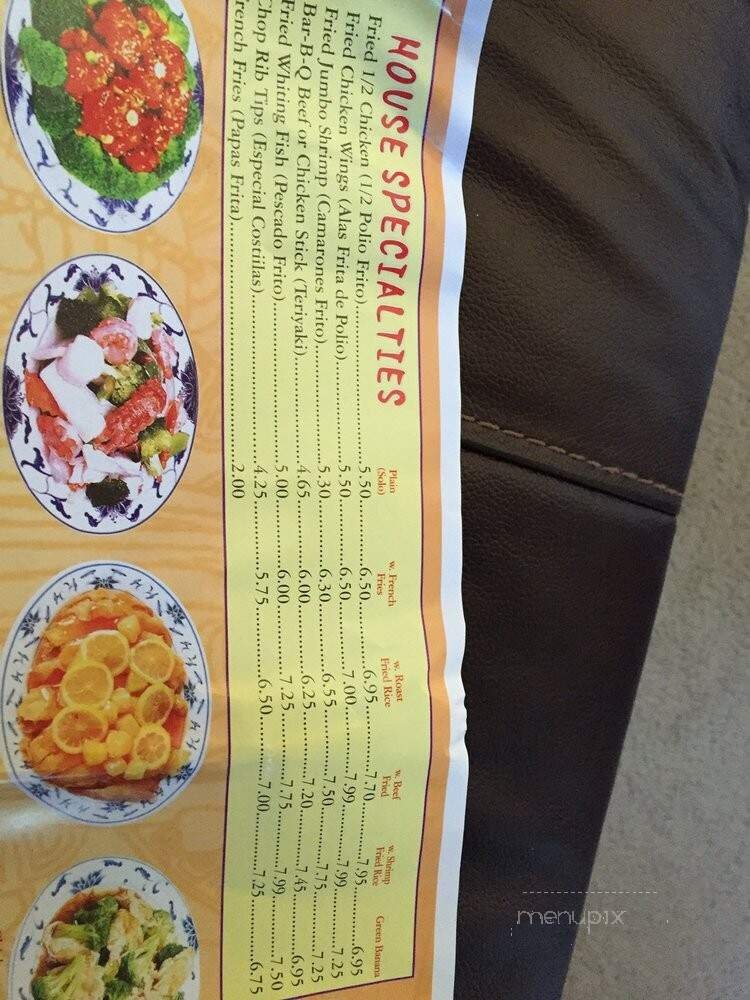 HOUSE SPECIALTIES
Plain (Solo) w. French Fries w. Roast Fried Rice w. Beef Fried w. Shrimp Fried Rice Green Banana
Fried 1/2 Chicken (1/2 Polio Frito)..........5.50..........6.50..........6.95..........7.70..........7.95..........6.95
Fried Chicken Wings (Alas Frita de Polio)..........5.50..........6.50..........7.00..........7.99..........7.99..........7.25
Fried Jumbo Shrimp (Camarones Frito)..........5.30..........6.30..........6.55..........7.50..........7.75..........7.25
Bar-B-Q Beef or Chicken Stick (Teriyaki)..........4.65..........6.00..........6.25..........7.20..........7.45..........6.95
Fried Whiting Fish (Pescado Frito)..........5.00..........6.00..........7.25..........7.75..........7.99..........7.50
Chop Rib Tips (Especial Costiilas)..........4.25..........5.75..........6.50..........7.00..........7.25..........6.75
French Fries (Papas Frita)..........2.00
menupix